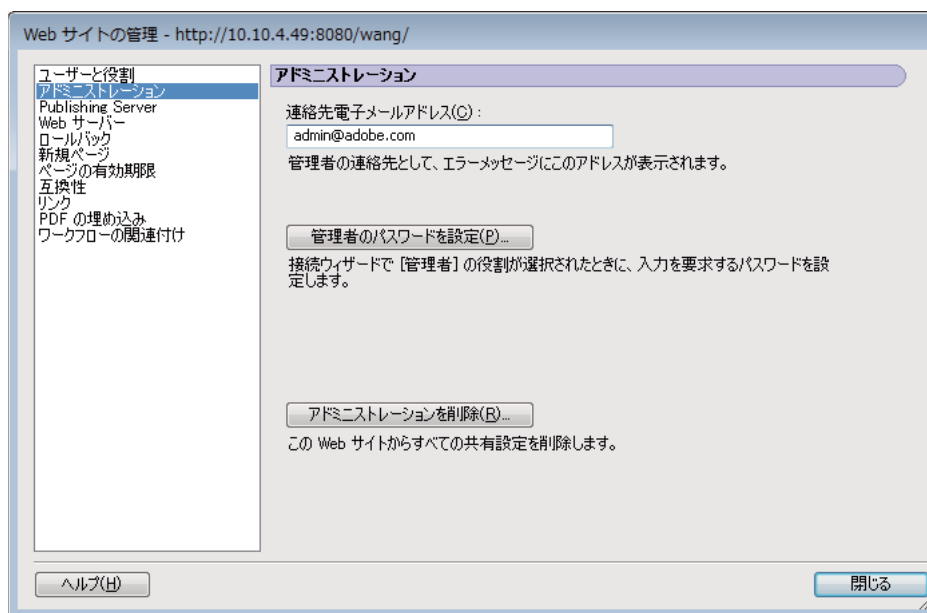 Web サイトの管理 - http://10.10.4.49:8080/wang/
ユーザーと役割
アドミニストレーション
Publishing Server
Web サーバー
ロールバック
新規ページ
ページの有効期限
互換性
リンク
PDF の埋め込み
ワークフローの関連付け
アドミニストレーション
連絡先電子メールアドレス(C) :
admin@adobe.com
管理者の連絡先として、エラーメッセージにこのアドレスが表示されます。
管理者のパスワードを設定(P)...
接続ウィザードで [管理者] の役割が選択されたときに、入力を要求するパスワードを設
定します。
アドミニストレーションを削除(R)...
この Web サイトからすべての共有設定を削除します。
ヘルプ(H)
閉じる